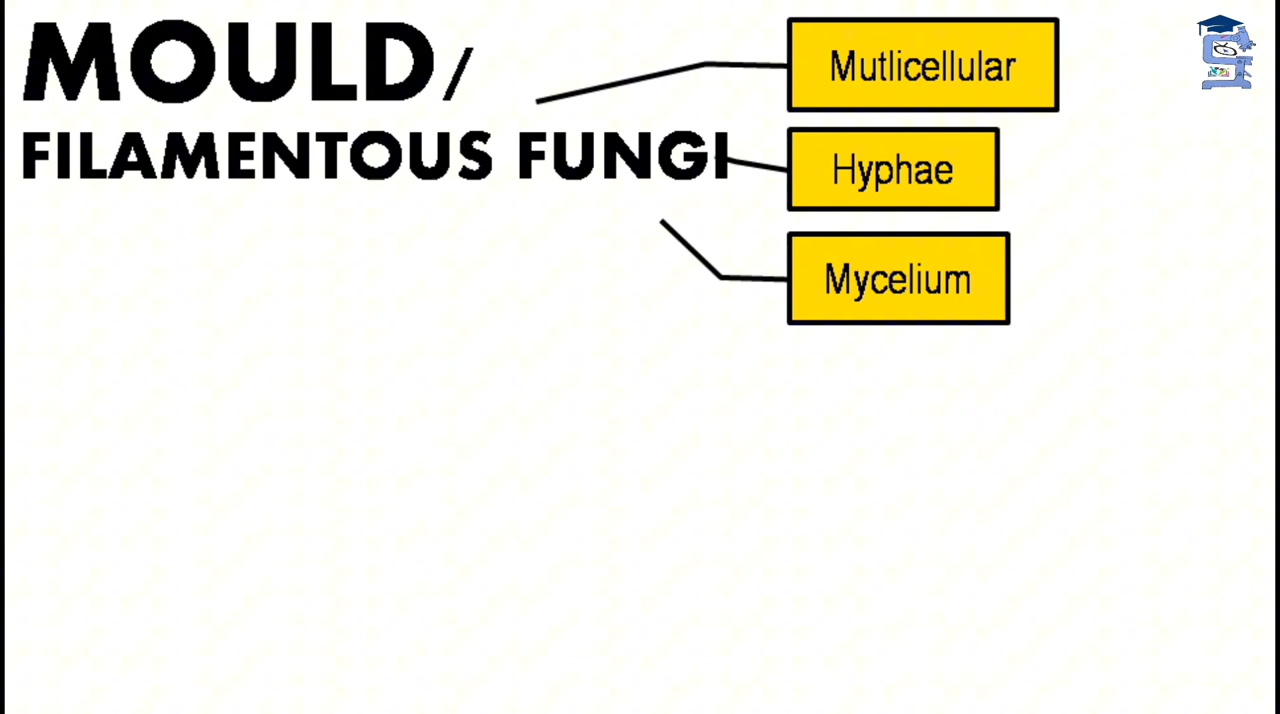 MOULD/
FILAMENTOUS FUNGI
Mutlicellular
Hyphae
Mycelium